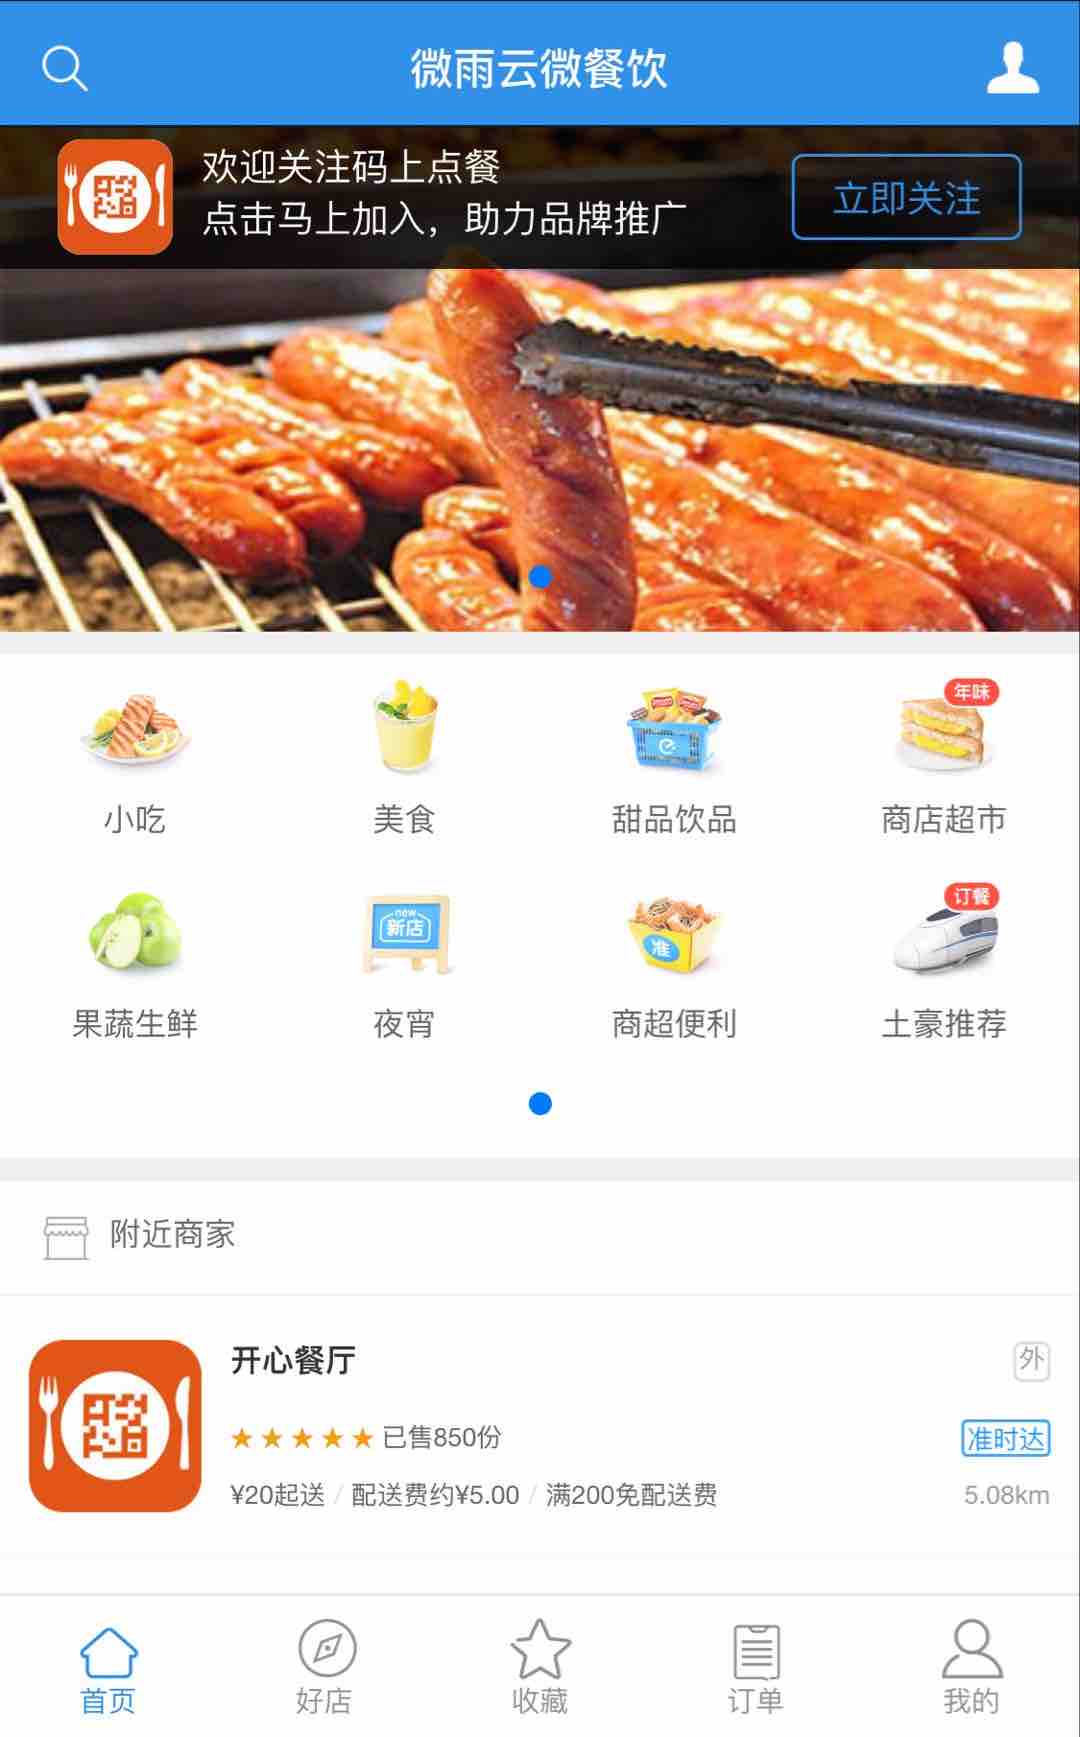 微雨云微餐饮
欢迎关注码上点餐
点击马上加入，助力品牌推广
立即关注
年味
小吃
美食
甜品饮品
商店超市
new
新店
准
订餐
果蔬生鲜
夜宵
商超便利
土豪推荐
附近商家
开心餐厅
外
已售850份
准时达
¥20起送 / 配送费约¥5.00 / 满200免配送费
5.08km
首页
好店
收藏
订单
我的